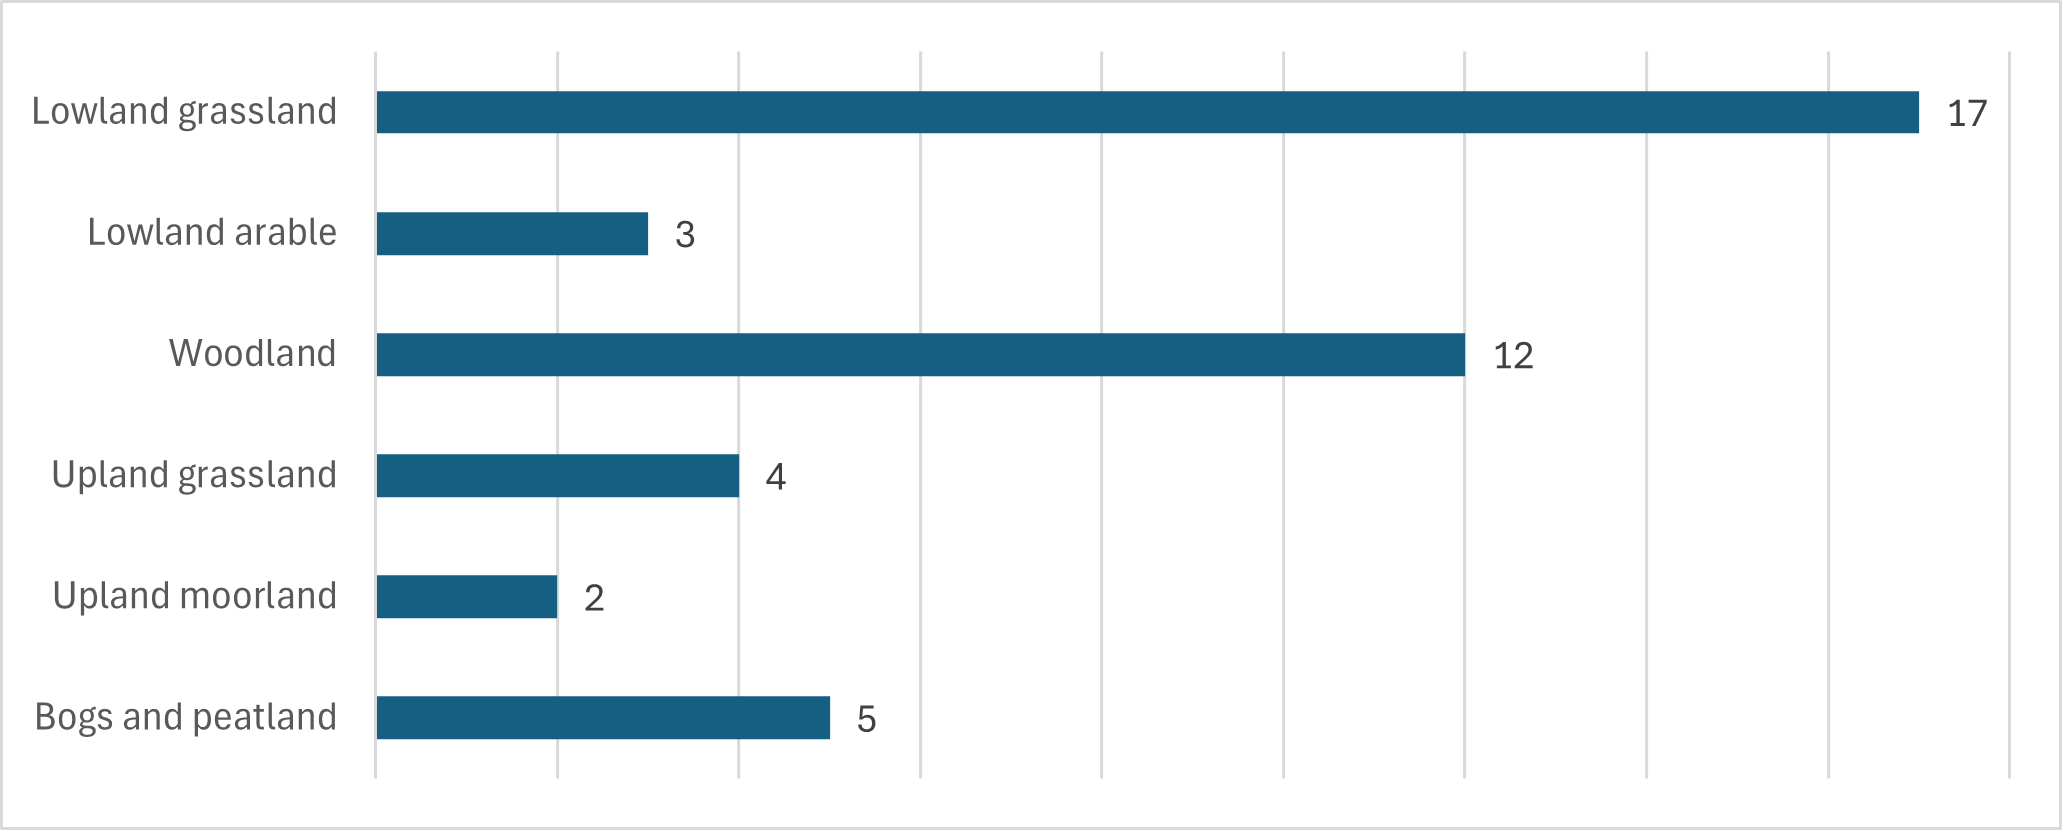 Lowland grassland 17
Lowland arable 3
Woodland 12
Upland grassland 4
Upland moorland 2
Bogs and peatland 5